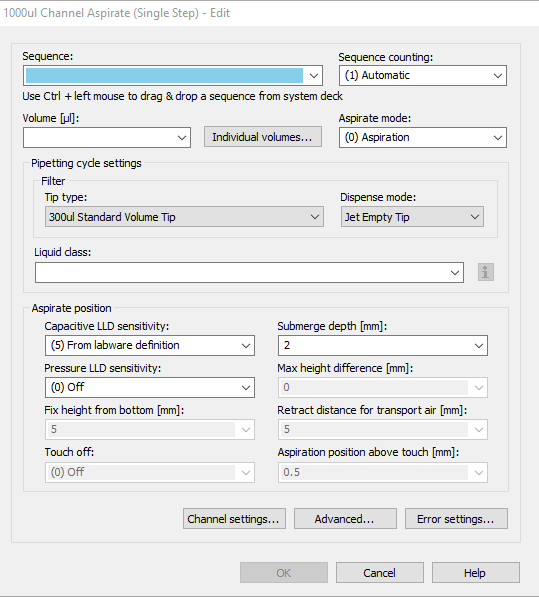 1000ul Channel Aspirate (Single Step) - Edit
Sequence: Sequence counting:
(1) Automatic
Use Ctrl + left mouse to drag & drop a sequence from system deck
Volume [µl]: Aspirate mode:
Individual volumes... (0) Aspiration
Pipetting cycle settings
Filter
Tip type: Dispense mode:
300ul Standard Volume Tip Jet Empty Tip
Liquid class:
i
Aspirate position
Capacitive LLD sensitivity: Submerge depth [mm]:
(5) From labware definition 2
Pressure LLD sensitivity: Max height difference [mm]:
(0) Off 0
Fix height from bottom [mm]: Retract distance for transport air [mm]:
5 5
Touch off: Aspiration position above touch [mm]:
(0) Off 0.5
Channel settings... Advanced... Error settings...
OK Cancel Help